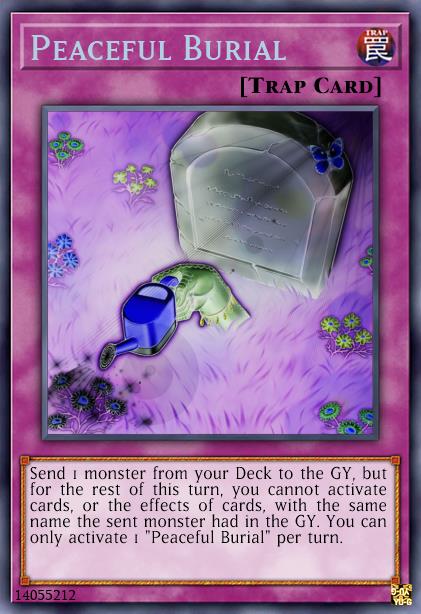 PEACEFUL BURIAL
TRAP
罠
[TRAP CARD]
Send 1 monster from your Deck to the GY, but
for the rest of this turn, you cannot activate
cards, or the effects of cards, with the same
name the sent monster had in the GY. You can
only activate 1 "Peaceful Burial" per turn.
14055212